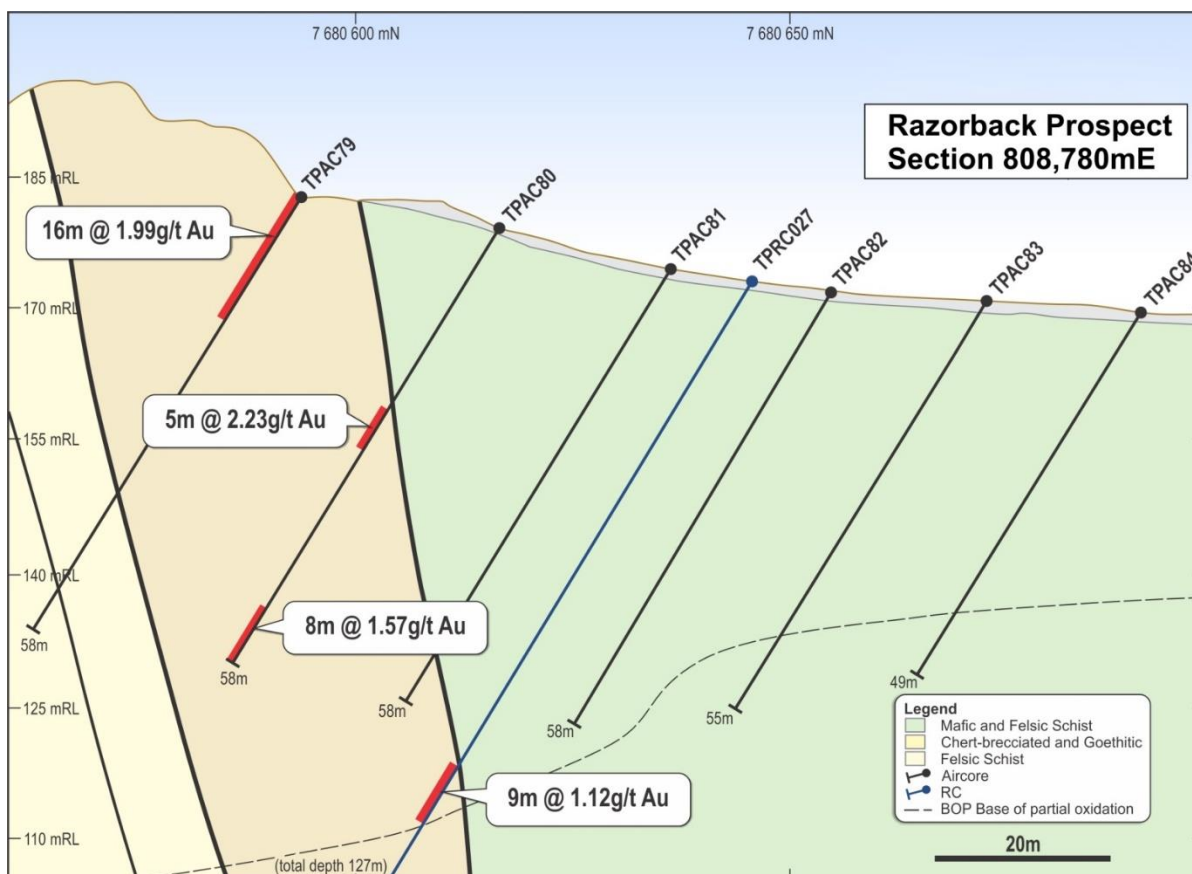 7 680 600 mN
7 680 650 mN
Razorback Prospect
Section 808,780mE
TPAC79
TPAC80
TPAC81
TPRC027
TPAC82
TPAC83
TPAC84
185 mRL
16m @ 1.99g/t Au
170 mRL
5m @ 2.23g/t Au
155 mRL
140 mRL
8m @ 1.57g/t Au
58m
58m
58m
58m
55m
49m
125 mRL
9m @ 1.12g/t Au
110 mRL
(total depth 127m)
Legend
Mafic and Felsic Schist
Chert-brecciated and Goethitic
Felsic Schist
Aircore
RC
BOP Base of partial oxidation
20m